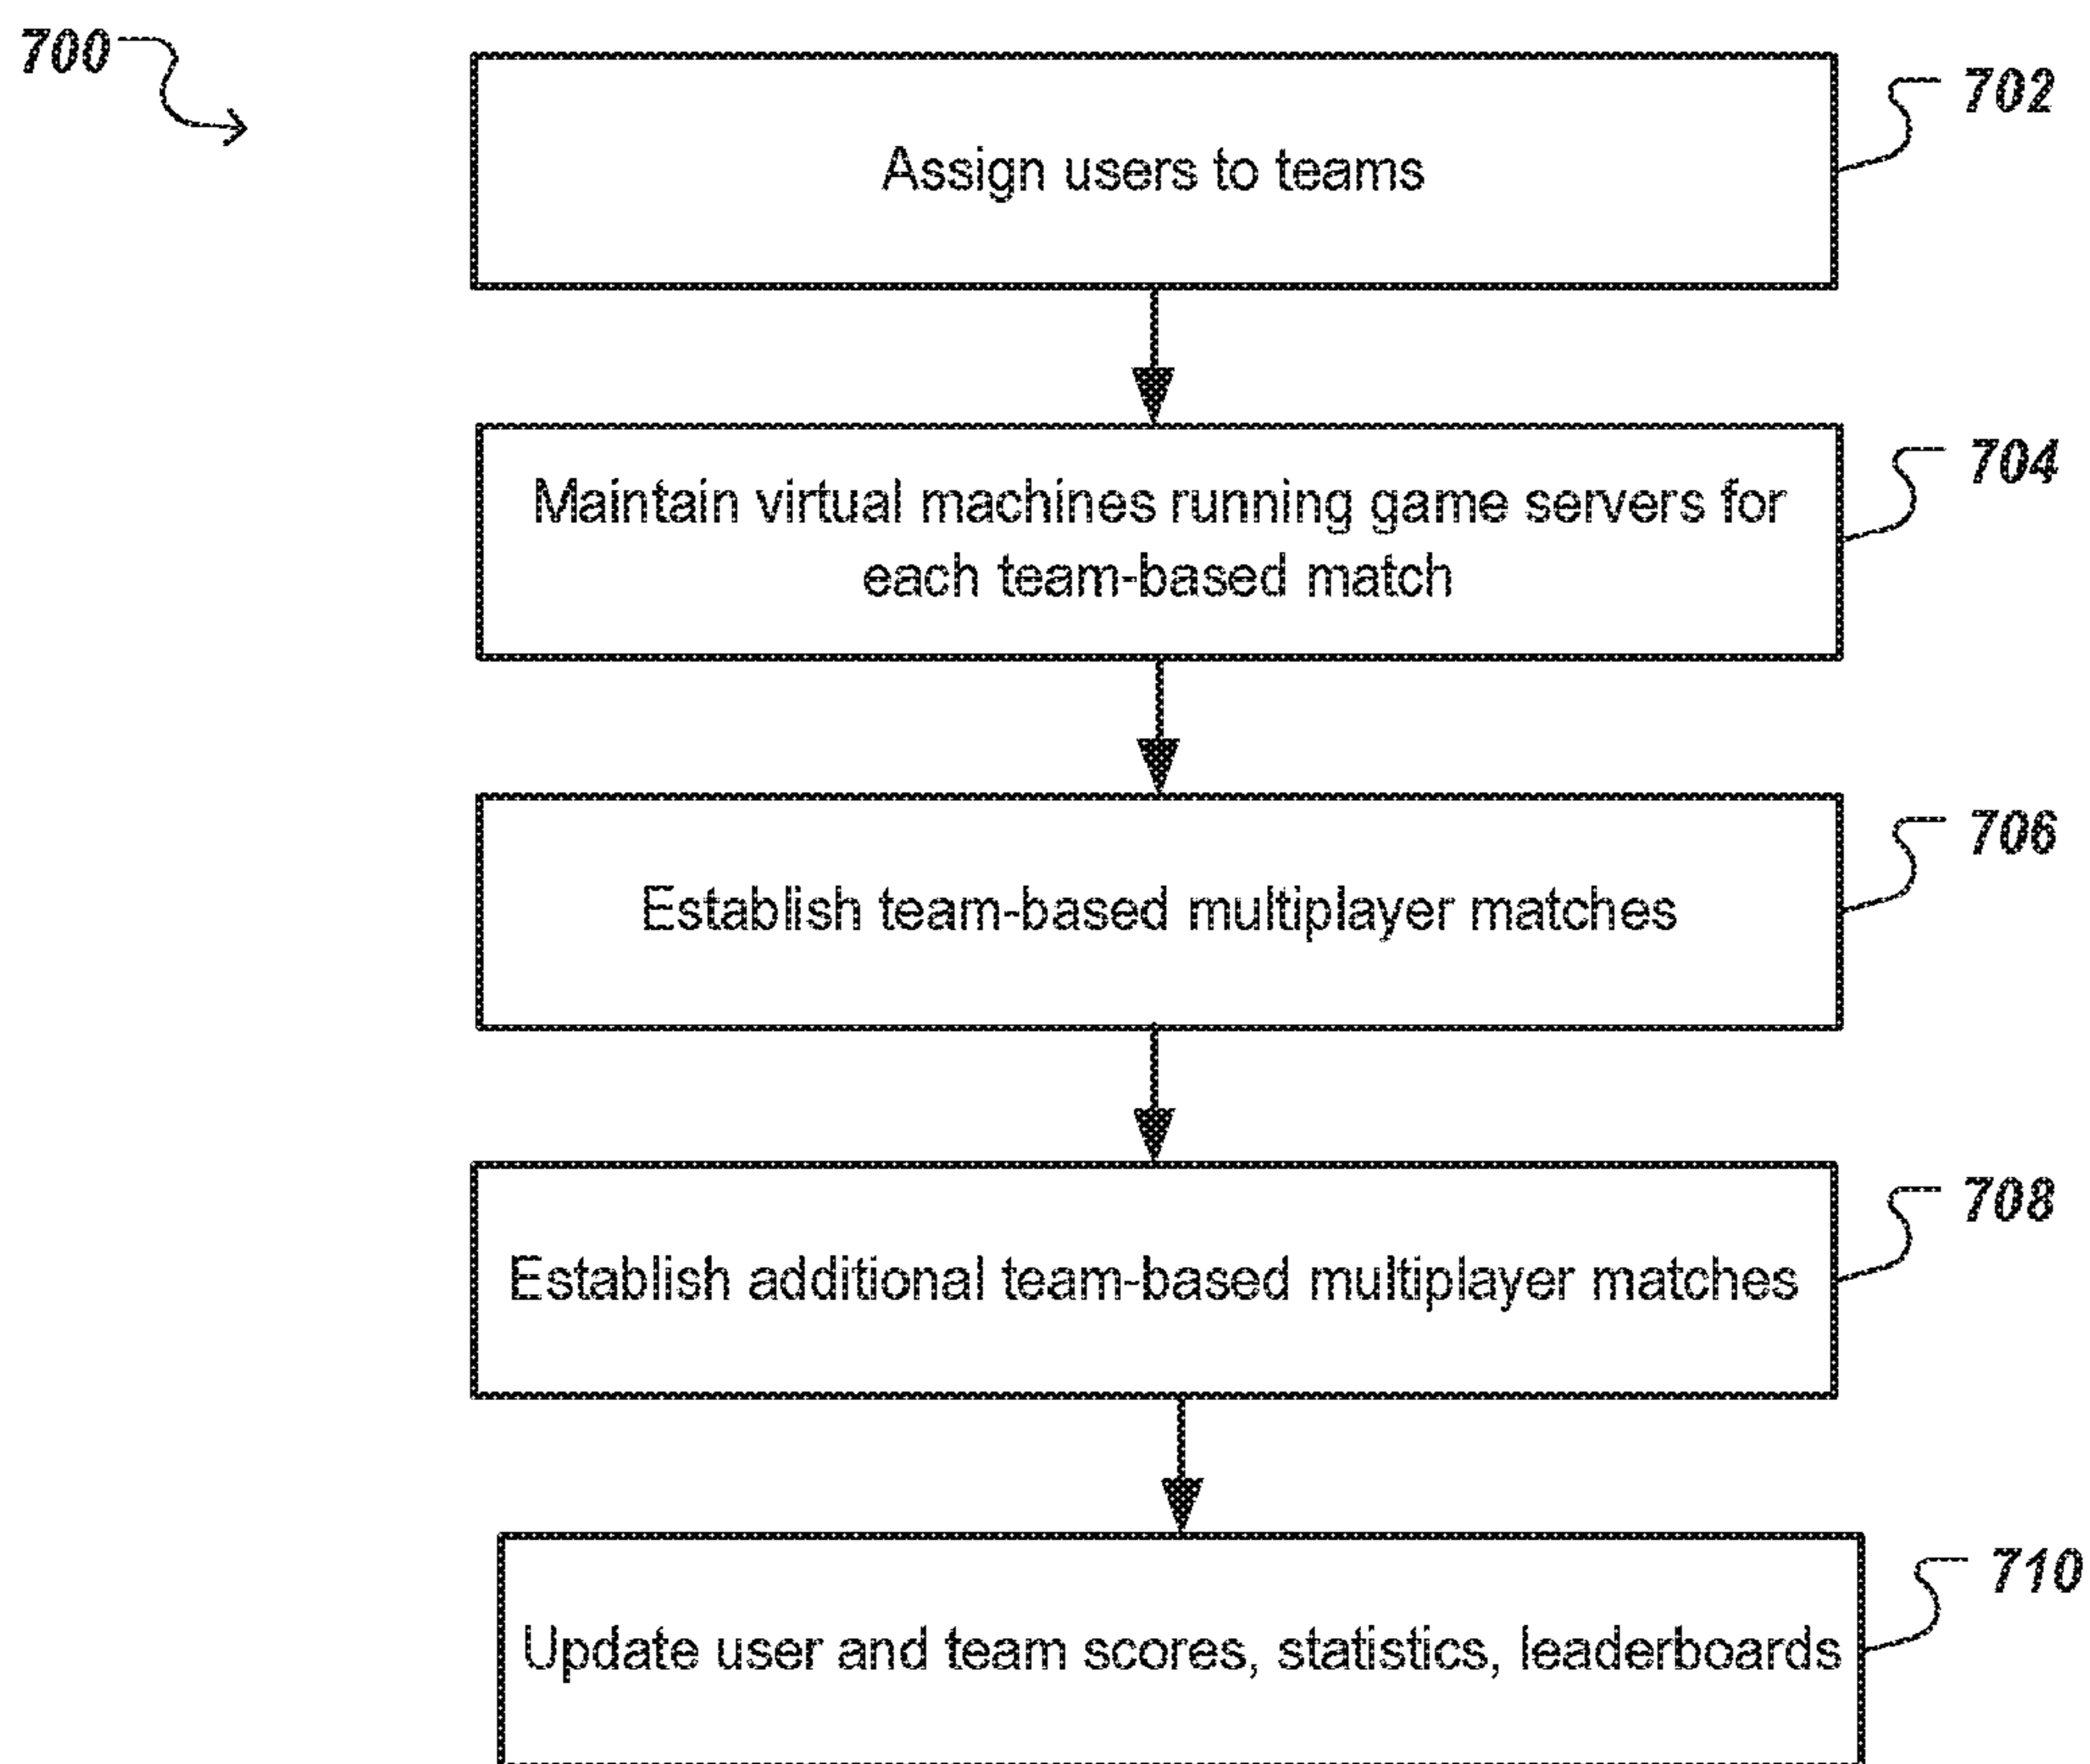 700
702
Assign users to teams
704
Maintain virtual machines running game servers for
each team-based match
706
Establish team-based multiplayer matches
708
Establish additional team-based multiplayer matches
710
Update user and team scores, statistics, leaderboards